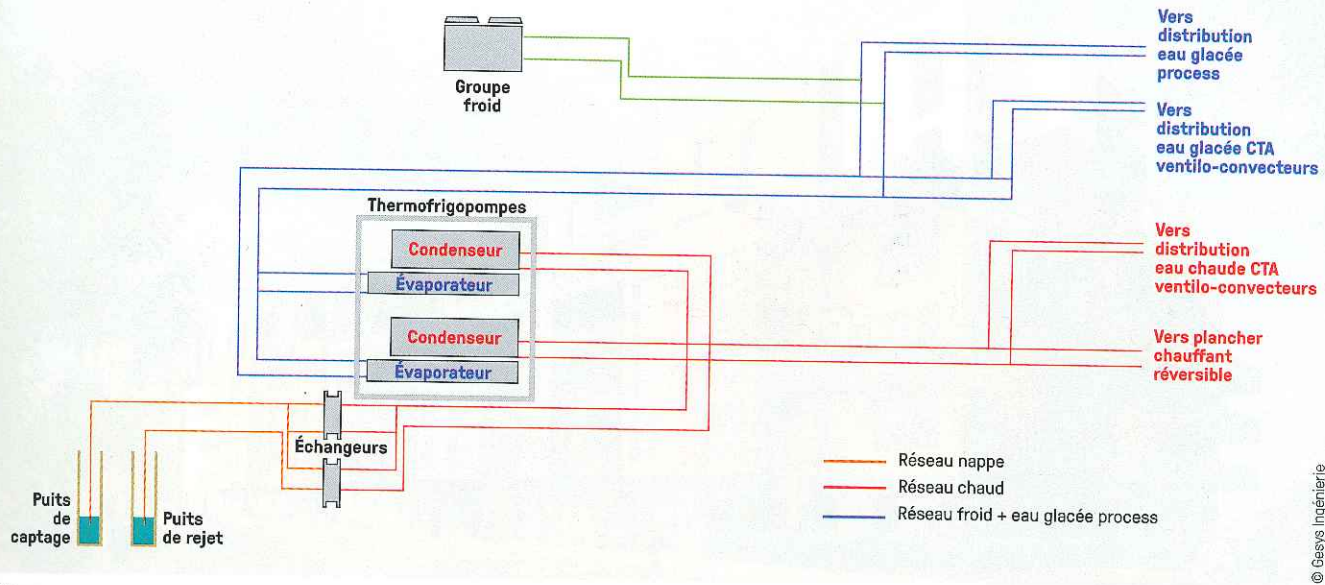 Groupe
froid
Vers
distribution
eau glacée
process
Vers
distribution
eau glacée CTA
ventilo-convecteurs
Thermofrigopompes
Condenseur
Évaporateur
Condenseur
Évaporateur
Vers
distribution
eau chaude CTA
ventilo-convecteurs
Vers plancher
chauffant
réversible
Échangeurs
Puits
de
captage
Puits
de rejet
Réseau nappe
Réseau chaud
Réseau froid + eau glacée process
© Gesys Ingénierie